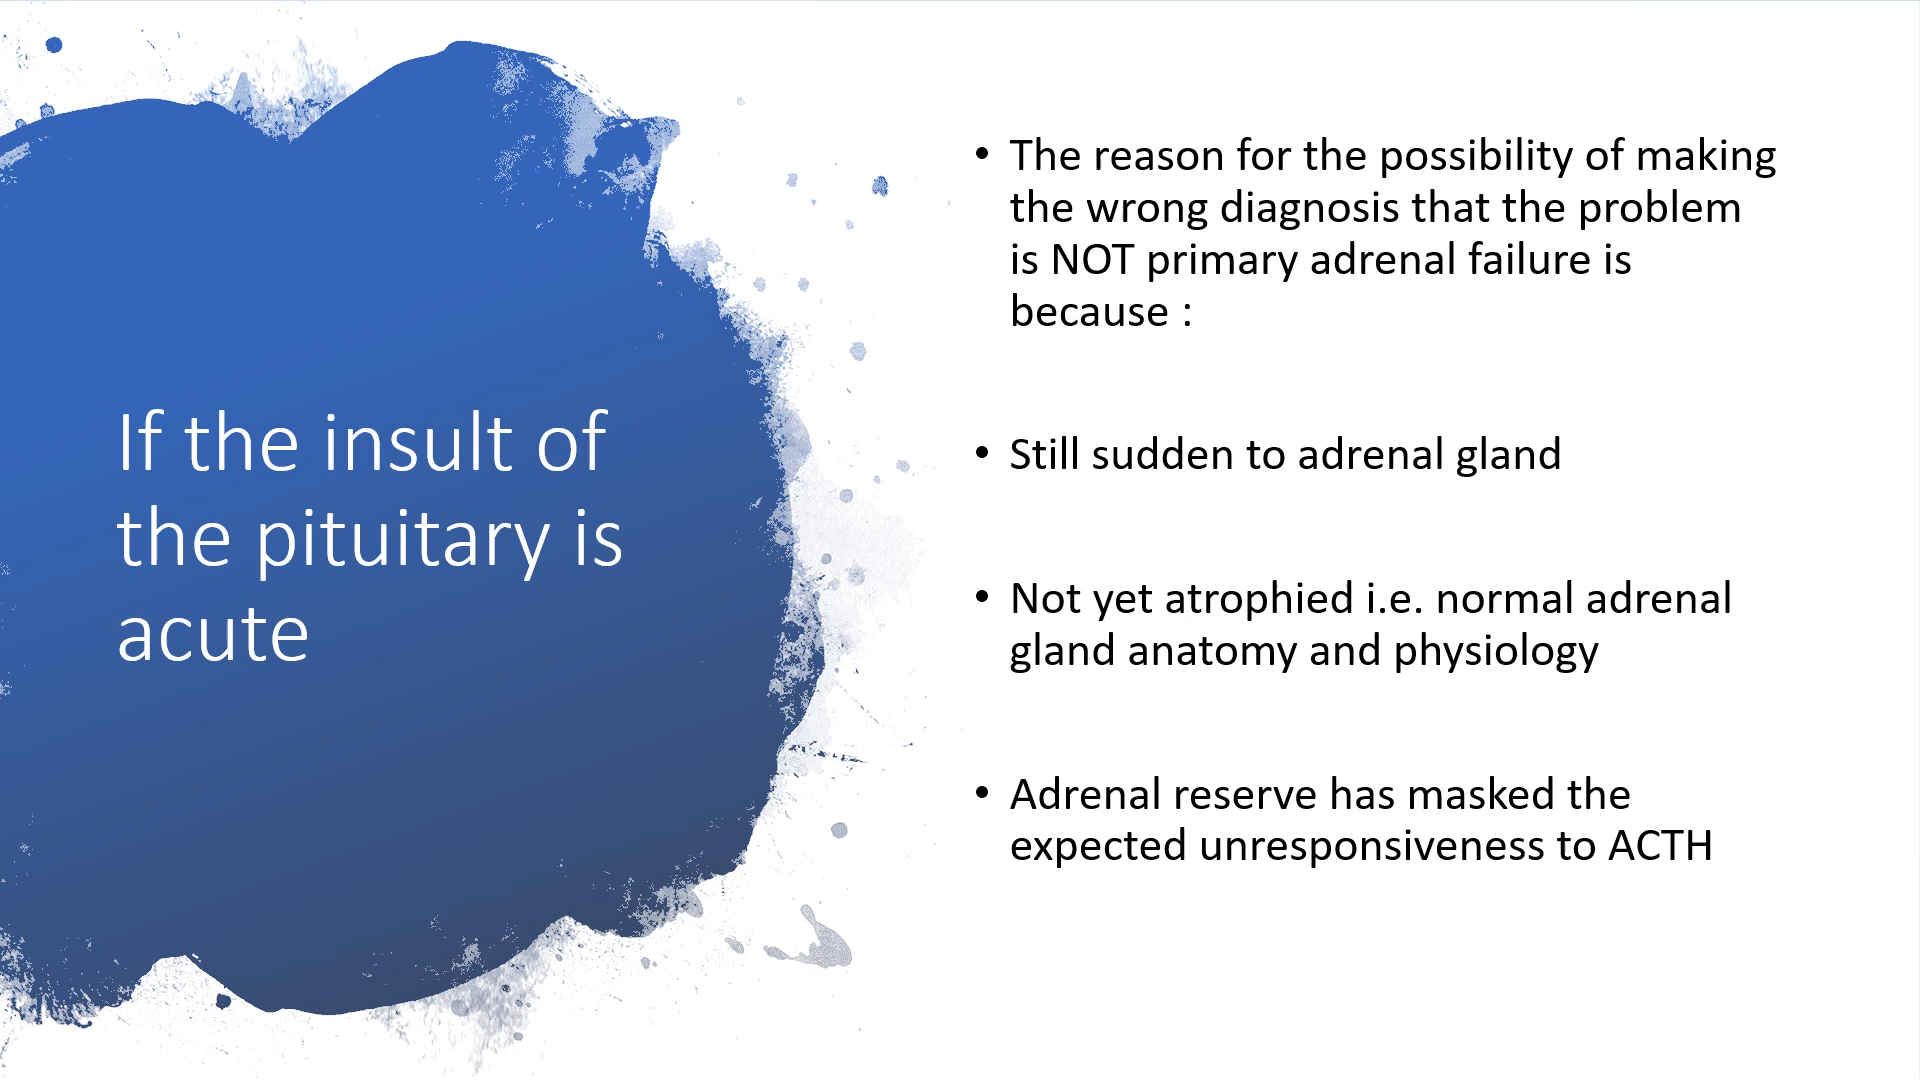 If the insult of
the pituitary is
acute
• The reason for the possibility of making
the wrong diagnosis that the problem
is NOT primary adrenal failure is
because :
• Still sudden to adrenal gland
• Not yet atrophied i.e. normal adrenal
gland anatomy and physiology
• Adrenal reserve has masked the
expected unresponsiveness to ACTH